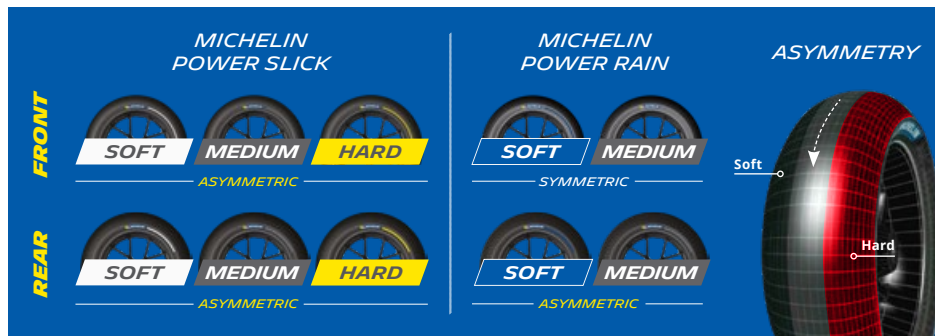 MICHELIN
POWER SLICK
MICHELIN
POWER RAIN
ASYMMETRY
FRONT
SOFT
MEDIUM
HARD
ASYMMETRIC
SOFT
MEDIUM
SYMMETRIC
REAR
SOFT
MEDIUM
HARD
ASYMMETRIC
SOFT
MEDIUM
ASYMMETRIC
Soft
Hard